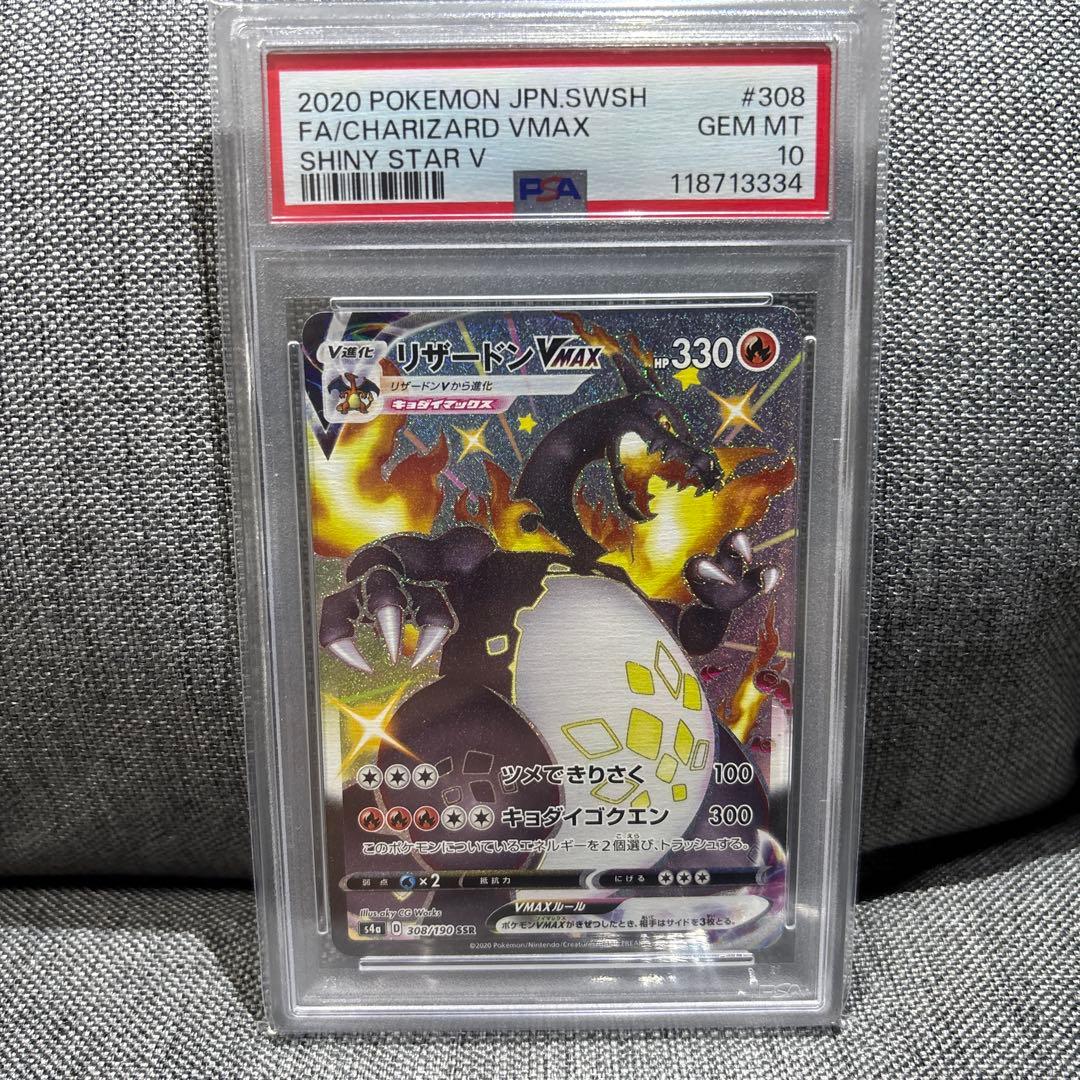 2020 POKEMON JPN.SWSH #308
FA/CHARIZARD VMAX GEM MT
SHINY STAR V 10
PSA 118713334
V進化 リザードンVMAX HP330
リザードンVから進化
キョダイマックス
ツメできりさく 100
キョダイゴクエン 300
このポケモンについているエネルギーを2個選び、トラッシュする。
弱点 ×2 抵抗力 にげる
Illus.aky CG Works
VMAXルール
ポケモンVMAXがきぜつしたとき、相手はサイドを3枚とる。
s4a D 308/190 SSR
©2020 Pokémon/Nintendo/Creatures